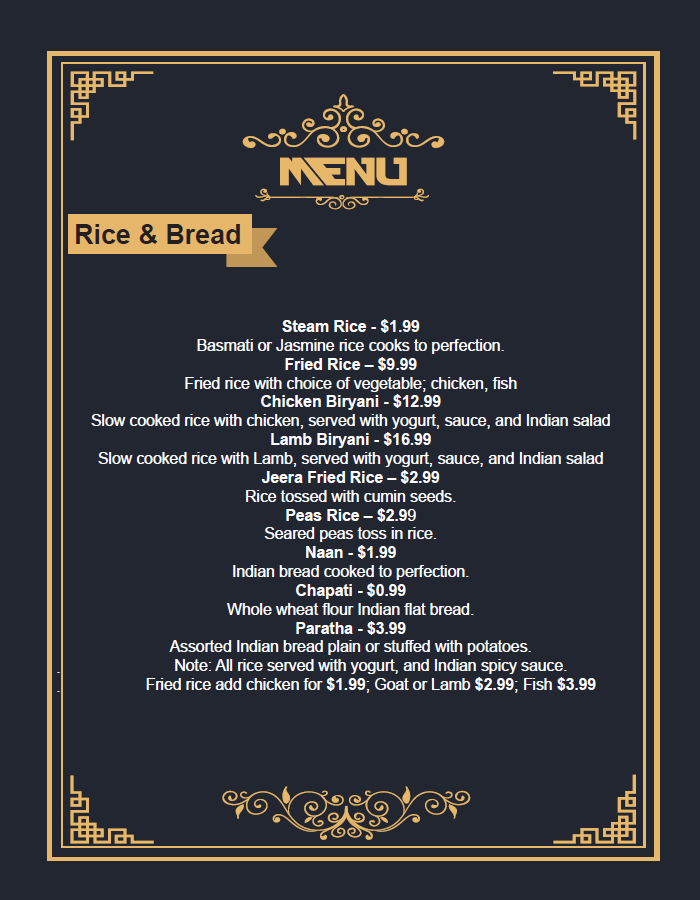 MENU
Rice & Bread
Steam Rice - $1.99
Basmati or Jasmine rice cooks to perfection.
Fried Rice – $9.99
Fried rice with choice of vegetable; chicken, fish
Chicken Biryani - $12.99
Slow cooked rice with chicken, served with yogurt, sauce, and Indian salad
Lamb Biryani - $16.99
Slow cooked rice with Lamb, served with yogurt, sauce, and Indian salad
Jeera Fried Rice – $2.99
Rice tossed with cumin seeds.
Peas Rice – $2.99
Seared peas toss in rice.
Naan - $1.99
Indian bread cooked to perfection.
Chapati - $0.99
Whole wheat flour Indian flat bread.
Paratha - $3.99
Assorted Indian bread plain or stuffed with potatoes.
Note: All rice served with yogurt, and Indian spicy sauce.
Fried rice add chicken for $1.99; Goat or Lamb $2.99; Fish $3.99